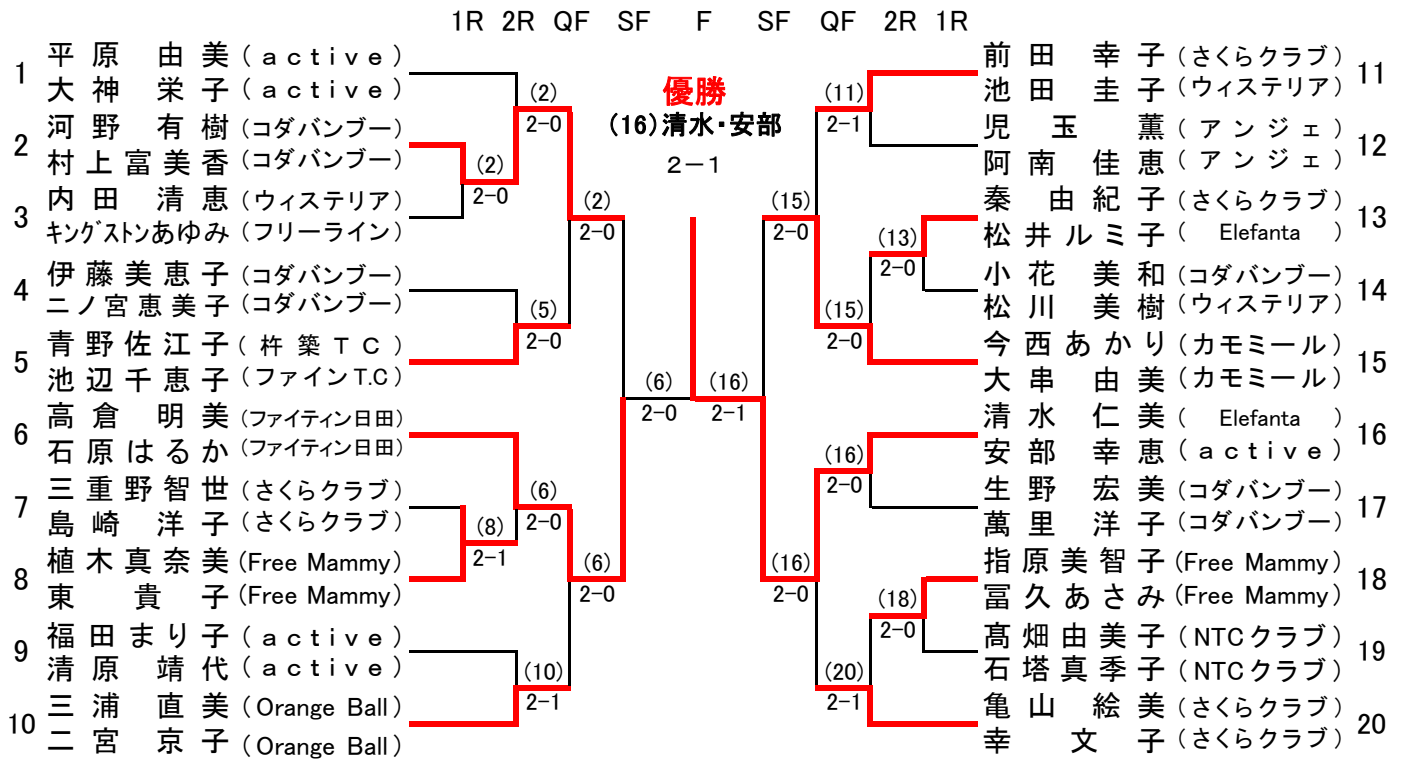 1R 2R QF SF F SF QF 2R 1R
1
平原 由美 (active)
大神 栄子 (active)
2
河野 有樹 (コダバンブー)
村上富美香 (コダバンブー)
3
内田 清恵 (ウィステリア)
キングストンあゆみ (フリーライン)
4
伊藤美恵子 (コダバンブー)
二ノ宮恵美子 (コダバンブー)
5
青野佐江子 (杵築TC)
池辺千恵子 (ファインT.C)
6
高倉 明美 (ファイティン日田)
石原はるか (ファイティン日田)
7
三重野智世 (さくらクラブ)
島崎 洋子 (さくらクラブ)
8
植木真奈美 (Free Mammy)
東 貴子 (Free Mammy)
9
福田まり子 (active)
清原 靖代 (active)
10
三浦 直美 (Orange Ball)
二宮 京子 (Orange Ball)
(2)
2-0
(8)
2-1
(2)
2-0
(5)
2-0
(6)
2-0
(10)
2-1
(2)
2-0
(6)
2-0
(6)
2-0
優勝
(16)清水・安部
2-1
(16)
2-1
(15)
2-0
(16)
2-0
(11)
2-1
(15)
2-0
(16)
2-0
(20)
2-1
(13)
2-0
(18)
2-0
前田 幸子 (さくらクラブ)
池田 圭子 (ウィステリア)
11
児玉 薫 (アンジェ)
阿南 佳恵 (アンジェ)
12
秦 由紀子 (さくらクラブ)
松井ルミ子 (Elefanta)
13
小花 美和 (コダバンブー)
松川 美樹 (ウィステリア)
14
今西あかり (カモミール)
大串 由美 (カモミール)
15
清水 仁美 (Elefanta)
安部 幸恵 (active)
16
生野 宏美 (コダバンブー)
萬里 洋子 (コダバンブー)
17
指原美智子 (Free Mammy)
冨久あさみ (Free Mammy)
18
髙畑由美子 (NTCクラブ)
石塔真季子 (NTCクラブ)
19
亀山 絵美 (さくらクラブ)
幸 文子 (さくらクラブ)
20